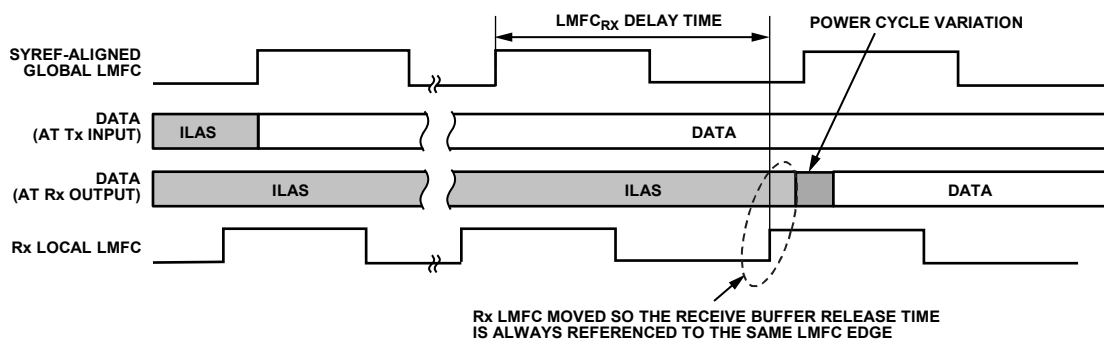 LMFCRX DELAY TIME
POWER CYCLE VARIATION
SYREF-ALIGNED
GLOBAL LMFC
DATA
(AT Tx INPUT)
ILAS
DATA
DATA
(AT Rx OUTPUT)
ILAS
ILAS
DATA
Rx LOCAL LMFC
Rx LMFC MOVED SO THE RECEIVE BUFFER RELEASE TIME
IS ALWAYS REFERENCED TO THE SAME LMFC EDGE